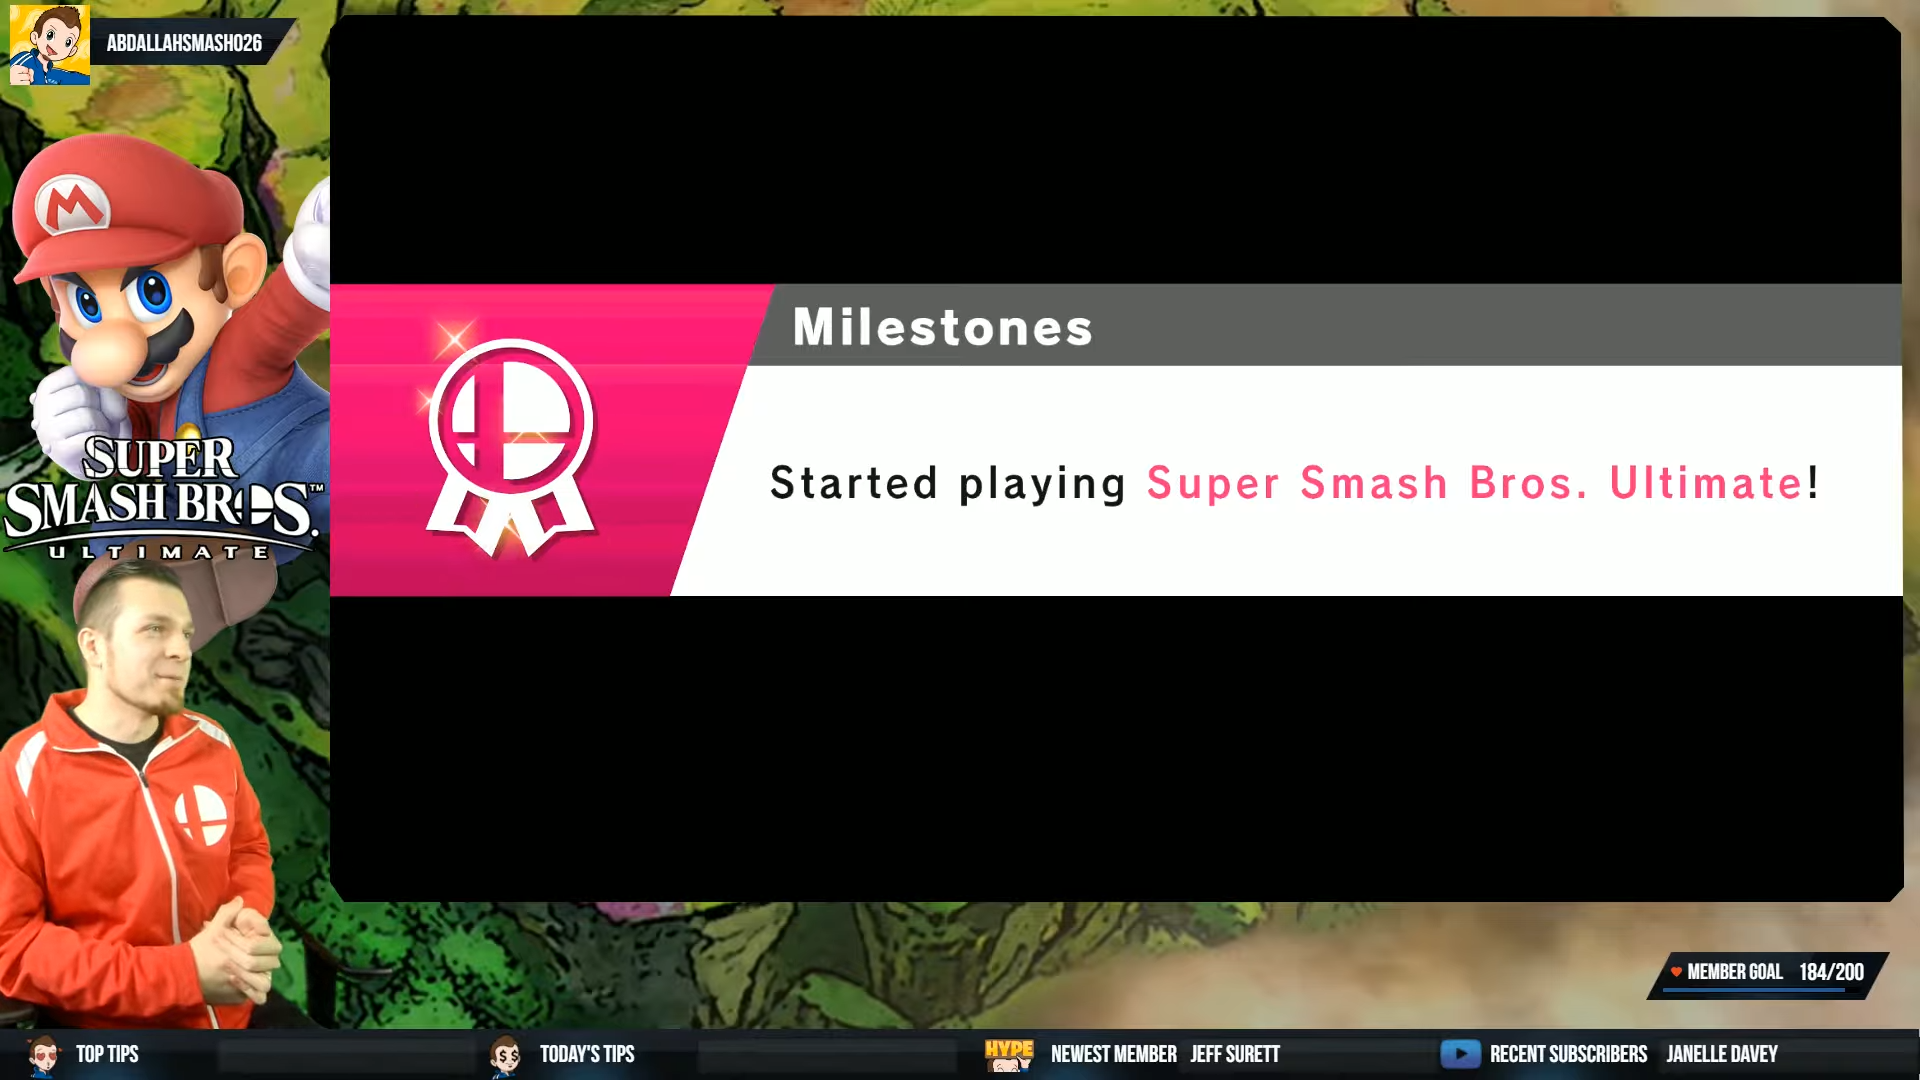 ABDALLAHSMASH026
M
SUPER
SMASH BROS.™
ULTIMATE
Milestones
Started playing Super Smash Bros. Ultimate!
MEMBER GOAL 184/200
TOP TIPS
TODAY'S TIPS
HYPE
NEWEST MEMBER JEFF SURETT
RECENT SUBSCRIBERS JANELLE DAVEY